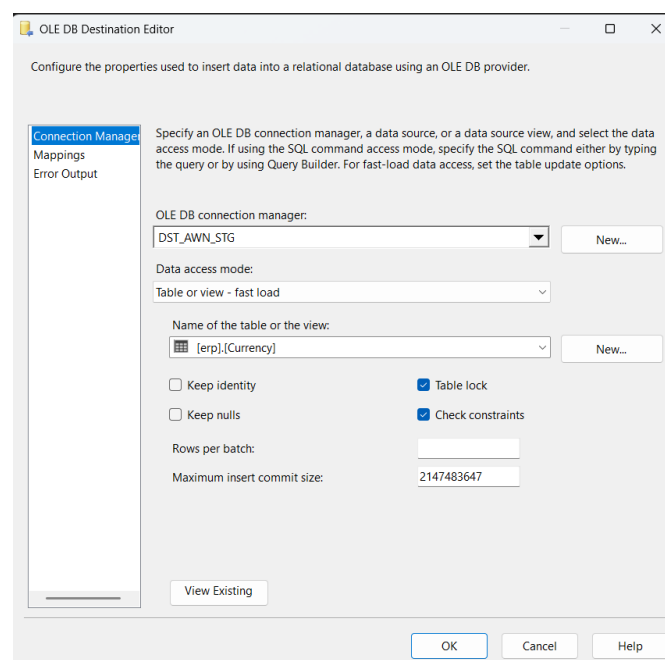 OLE DB Destination Editor
Configure the properties used to insert data into a relational database using an OLE DB provider.
Connection Manager
Mappings
Error Output
Specify an OLE DB connection manager, a data source, or a data source view, and select the data
access mode. If using the SQL command access mode, specify the SQL command either by typing
the query or by using Query Builder. For fast-load data access, set the table update options.
OLE DB connection manager:
DST_AWN_STG
New...
Data access mode:
Table or view - fast load
Name of the table or the view:
[erp].[Currency]
New...
Keep identity
Table lock
Keep nulls
Check constraints
Rows per batch:
Maximum insert commit size:
2147483647
View Existing
OK
Cancel
Help